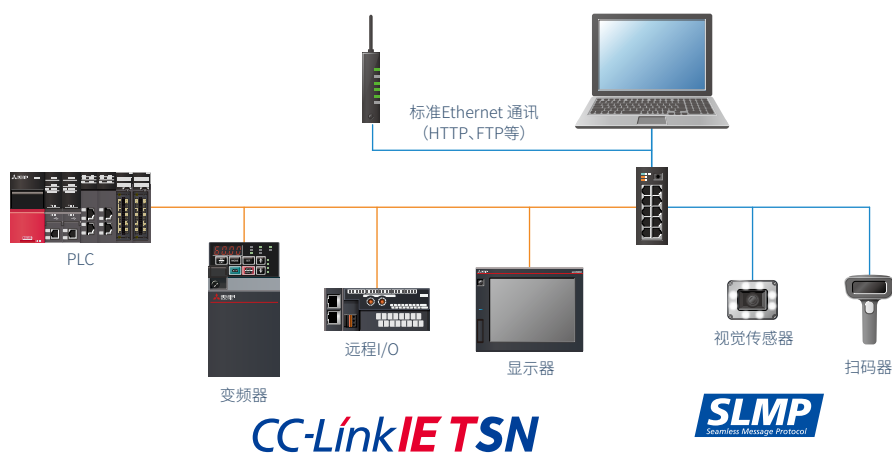 标准Ethernet 通讯
（HTTP、FTP等）
PLC
变频器
远程I/O
显示器
视觉传感器
扫码器
CC-Link IE TSN
SLMP
Seamless Message Protocol